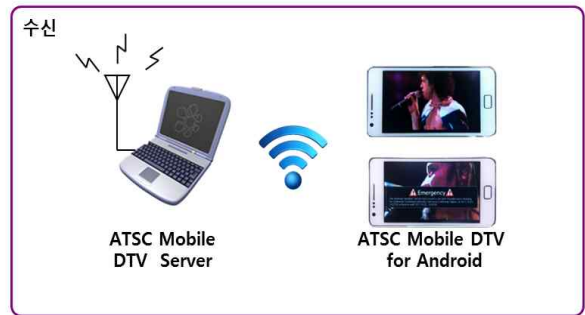 수신
Emergency
ATSC Mobile
DTV Server
ATSC Mobile DTV
for Android